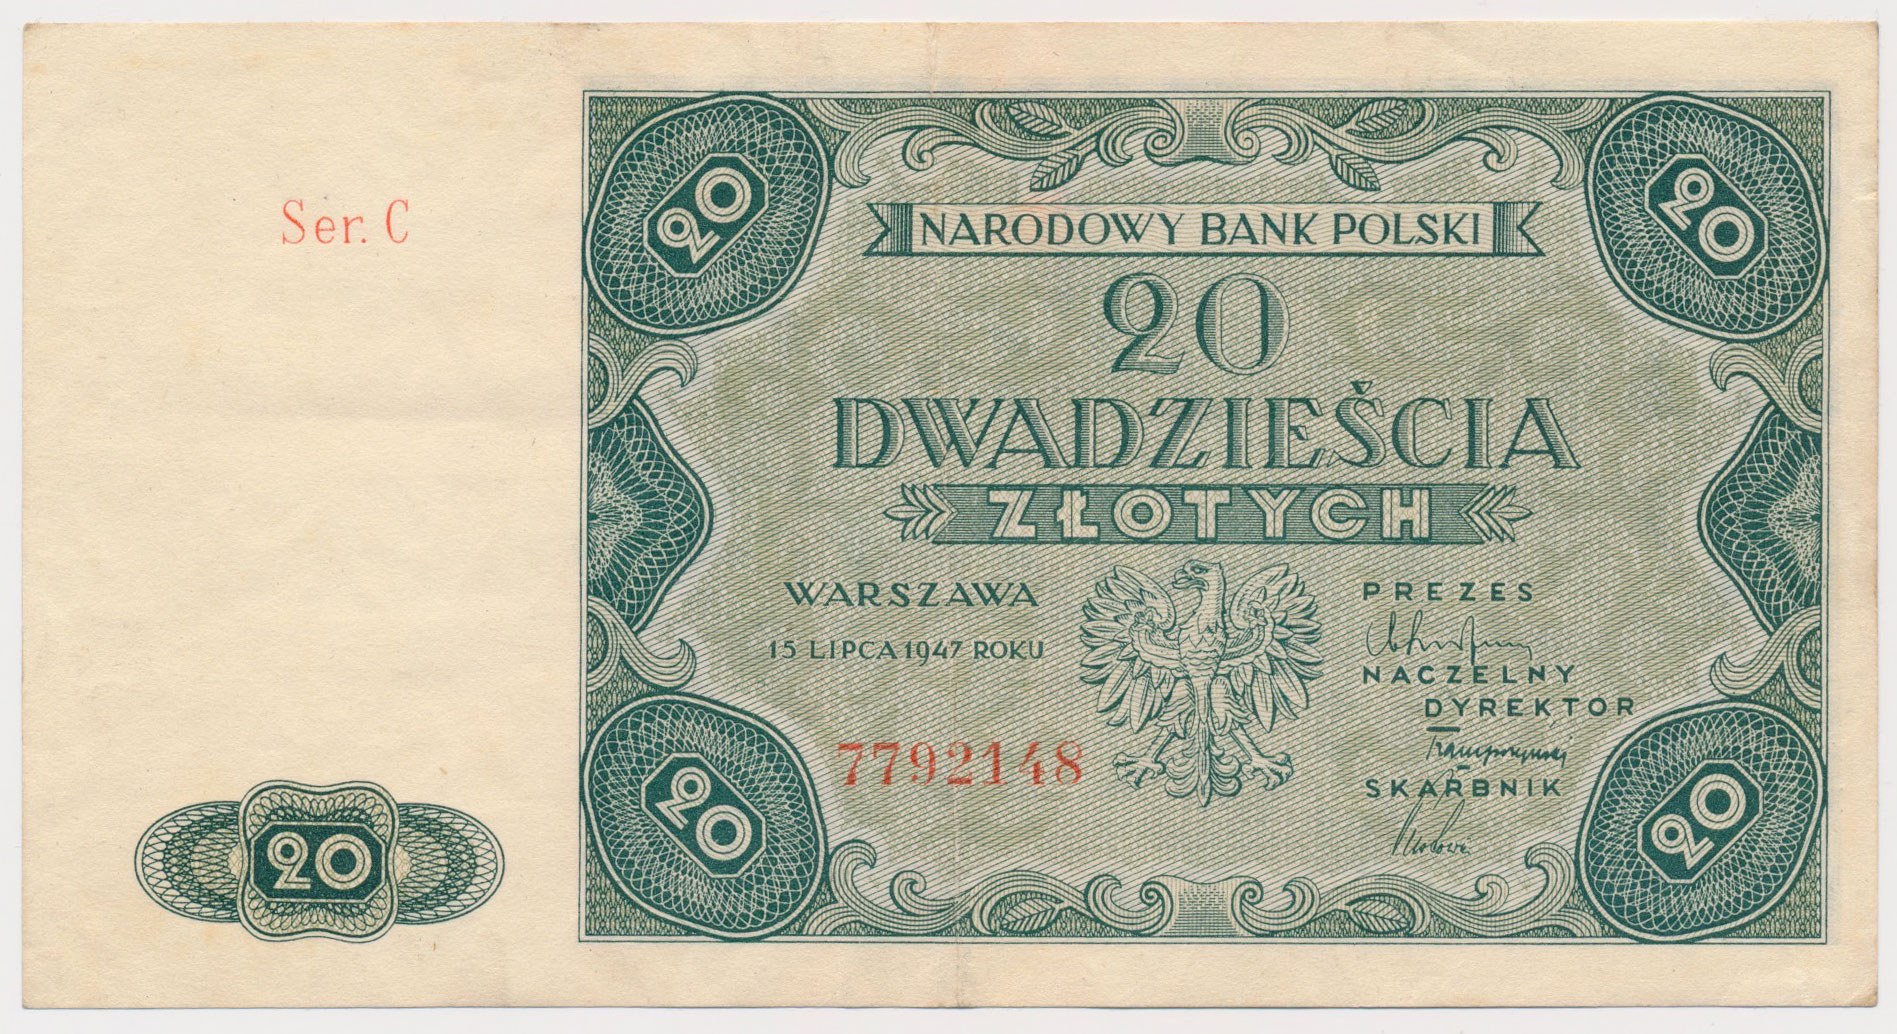 Ser. C
20
20
NARODOWY BANK POLSKI
20
DWADZIEŚCIA
ZŁOTYCH
WARSZAWA
15 LIPCA 1947 ROKU
PREZES
NACZELNY
DYREKTOR
SKARBNIK
7792148
20
20
20